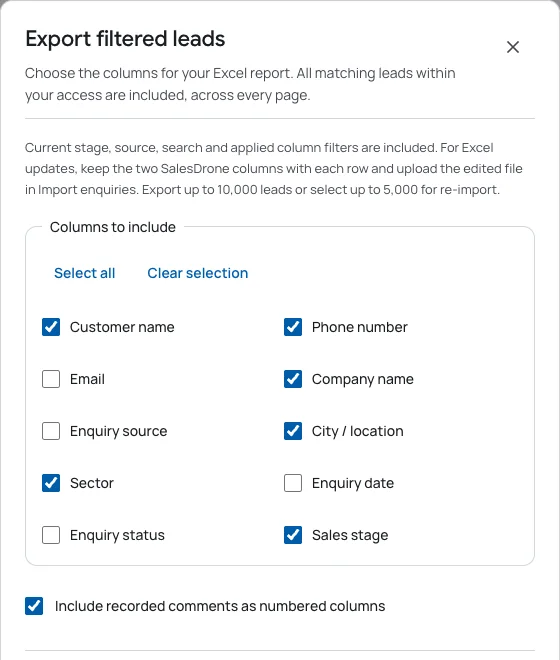 Export filtered leads
Choose the columns for your Excel report. All matching leads within
your access are included, across every page.
Current stage, source, search and applied column filters are included. For Excel
updates, keep the two SalesDrone columns with each row and upload the edited file
in Import enquiries. Export up to 10,000 leads or select up to 5,000 for re-import.
Columns to include
Select all Clear selection
Customer name Phone number
Email Company name
Enquiry source City / location
Sector Enquiry date
Enquiry status Sales stage
Include recorded comments as numbered columns